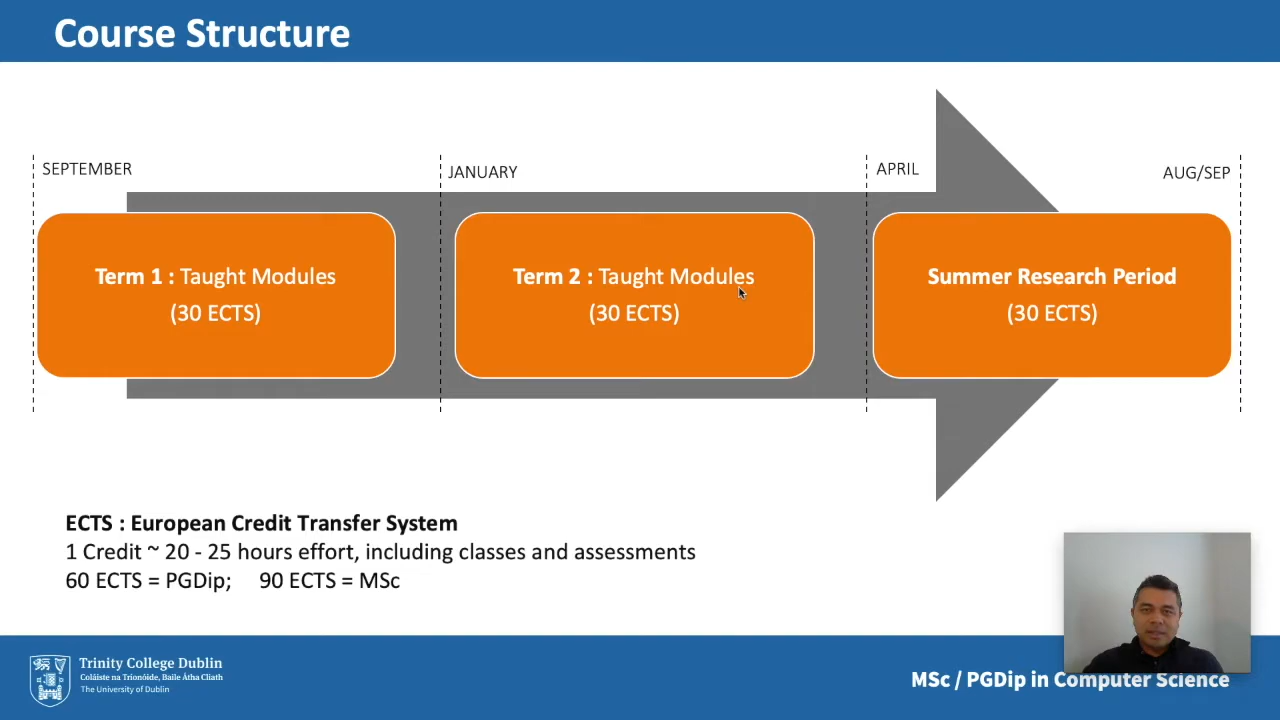 Course Structure
SEPTEMBER
JANUARY
APRIL
AUG/SEP
Term 1 : Taught Modules
(30 ECTS)
Term 2 : Taught Modules
(30 ECTS)
Summer Research Period
(30 ECTS)
ECTS : European Credit Transfer System
1 Credit ~ 20 - 25 hours effort, including classes and assessments
60 ECTS = PGDip; 90 ECTS = MSc
Trinity College Dublin
Coláiste na Tríonóide, Baile Átha Cliath
The University of Dublin
MSc / PGDip in Computer Science